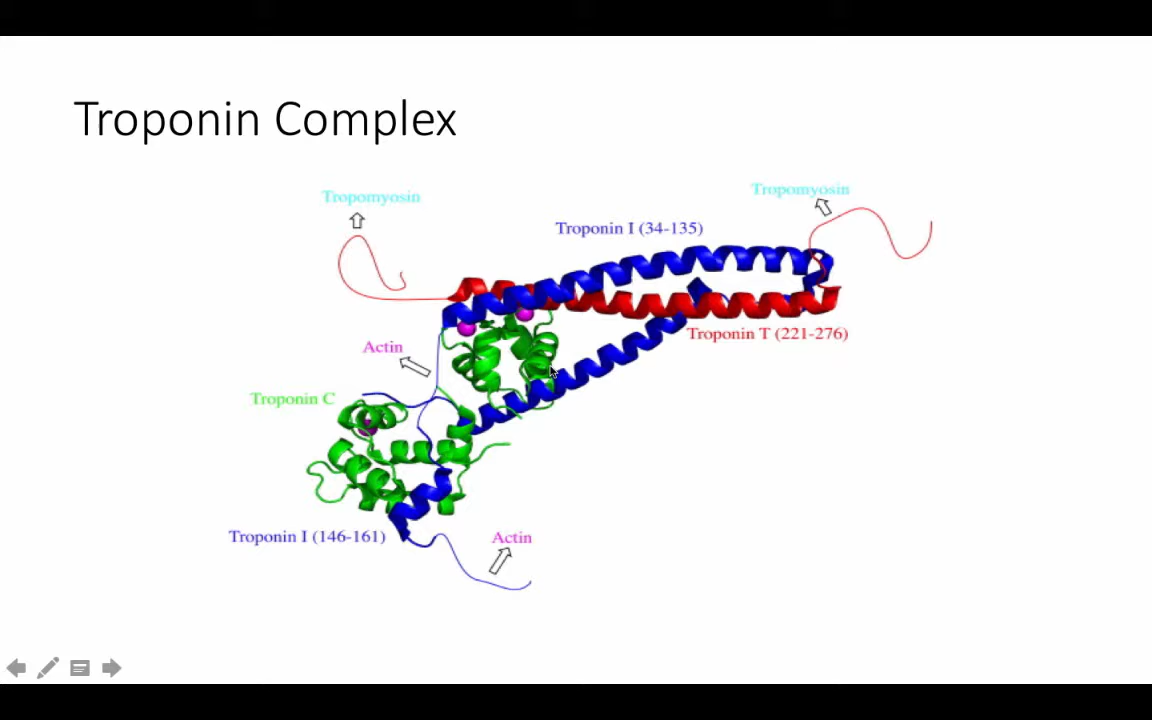 Troponin Complex
Tropomyosin
Tropomyosin
Troponin I (34-135)
Troponin T (221-276)
Actin
Troponin C
Troponin I (146-161)
Actin